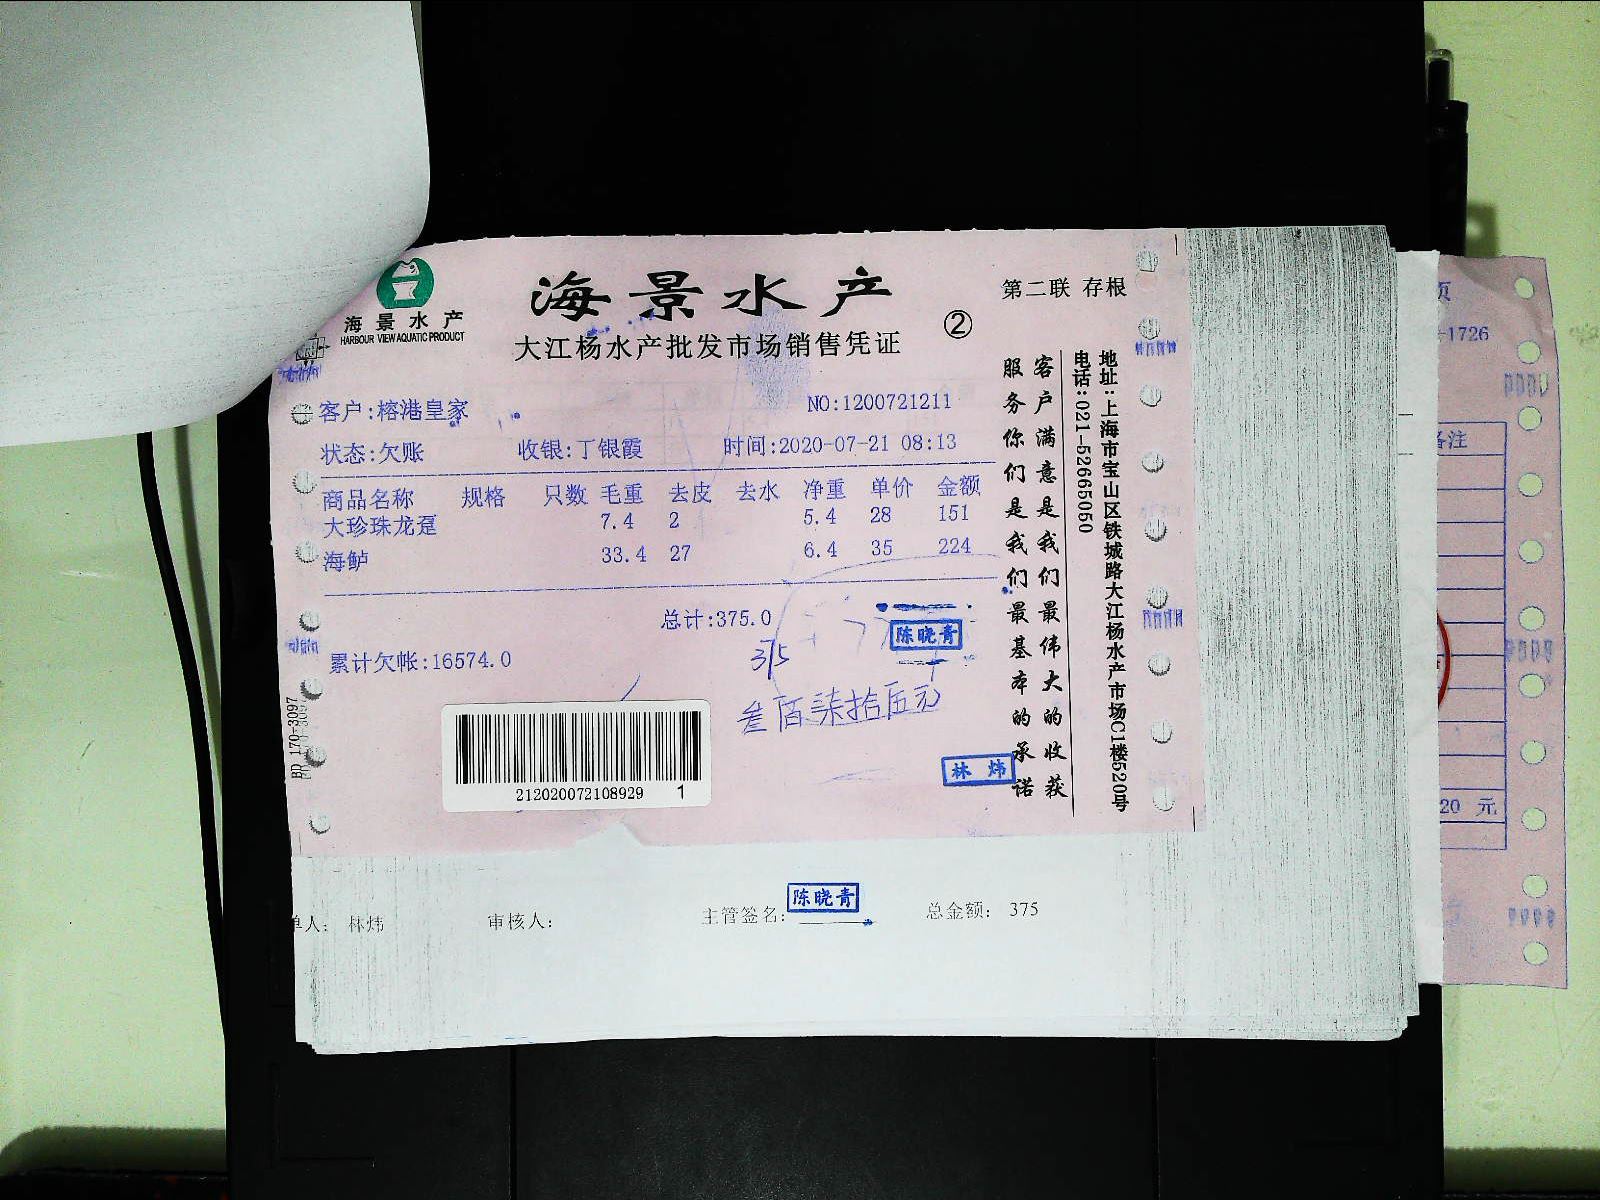 海景水产
HARBOUR VIEW AQUATIC PRODUCT
海景水产
大江杨水产批发市场销售凭证
②
第二联 存根
客户:榕港皇家
NO:1200721211
状态:欠账 收银:丁银霞 时间:2020-07-21 08:13
商品名称 规格 只数 毛重 去皮 去水 净重 单价 金额
大珍珠龙趸 7.4 2 5.4 28 151
海鲈 33.4 27 6.4 35 224
总计:375.0
陈晓青
累计欠帐:16574.0
375
叁佰柒拾伍元
林炜
212020072108929 1
BD 170-3097
客户满意是我们最伟大的收获
服务你们是我们最基本的承诺
地址:上海市宝山区铁城路大江杨水产市场C1楼520号
电话:021-52665050
单人: 林炜 审核人: 主管签名: 陈晓青 总金额: 375
页
-1726
备注
20 元